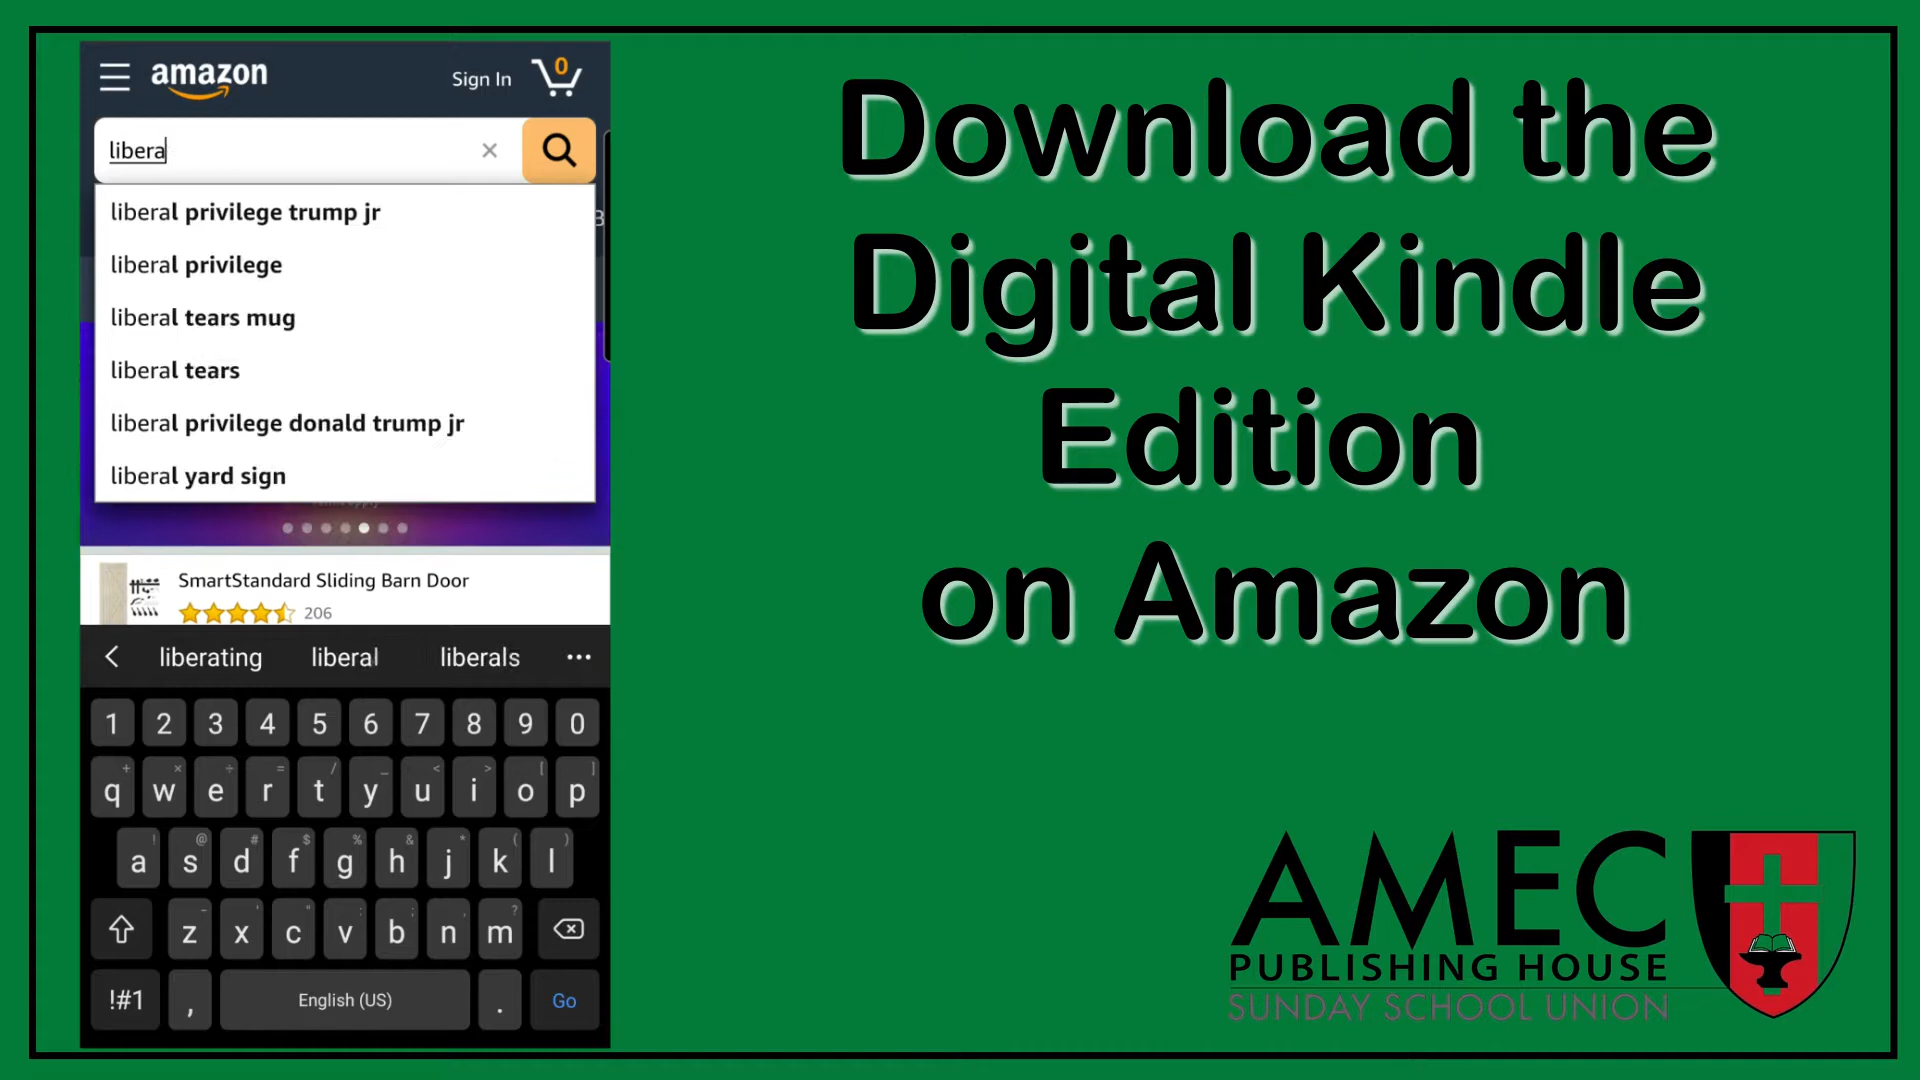 amazon
Sign In
0
libera
liberal privilege trump jr
liberal privilege
liberal tears mug
liberal tears
liberal privilege donald trump jr
liberal yard sign
SmartStandard Sliding Barn Door
206
liberating liberal liberals
1 2 3 4 5 6 7 8 9 0
q w e r t y u i o p
a s d f g h j k l
z x c v b n m
!#1 , English (US) . Go
Download the
Digital Kindle
Edition
on Amazon
AMEC
PUBLISHING HOUSE
SUNDAY SCHOOL UNION